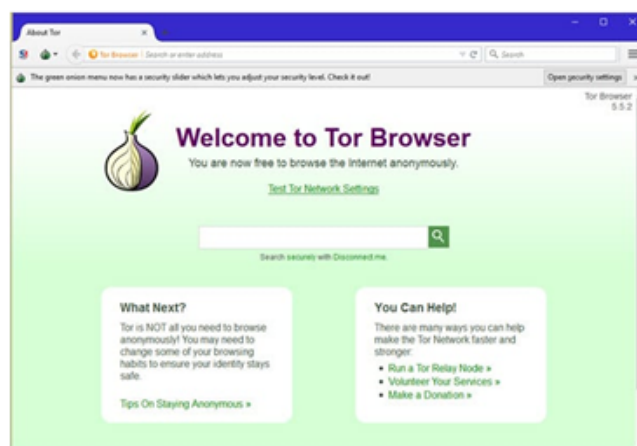 About Tor
Tor Browser Search or enter address
Search
The green onion menu now has a security slider which lets you adjust your security level. Check it out!
Open security settings
Tor Browser
5.5.2
Welcome to Tor Browser
You are now free to browse the Internet anonymously.
Test Tor Network Settings
Search securely with Disconnect.me.
What Next?
Tor is NOT all you need to browse
anonymously! You may need to
change some of your browsing
habits to ensure your identity stays
safe.
Tips On Staying Anonymous »
You Can Help!
There are many ways you can help
make the Tor Network faster and
stronger:
Run a Tor Relay Node »
Volunteer Your Services »
Make a Donation »